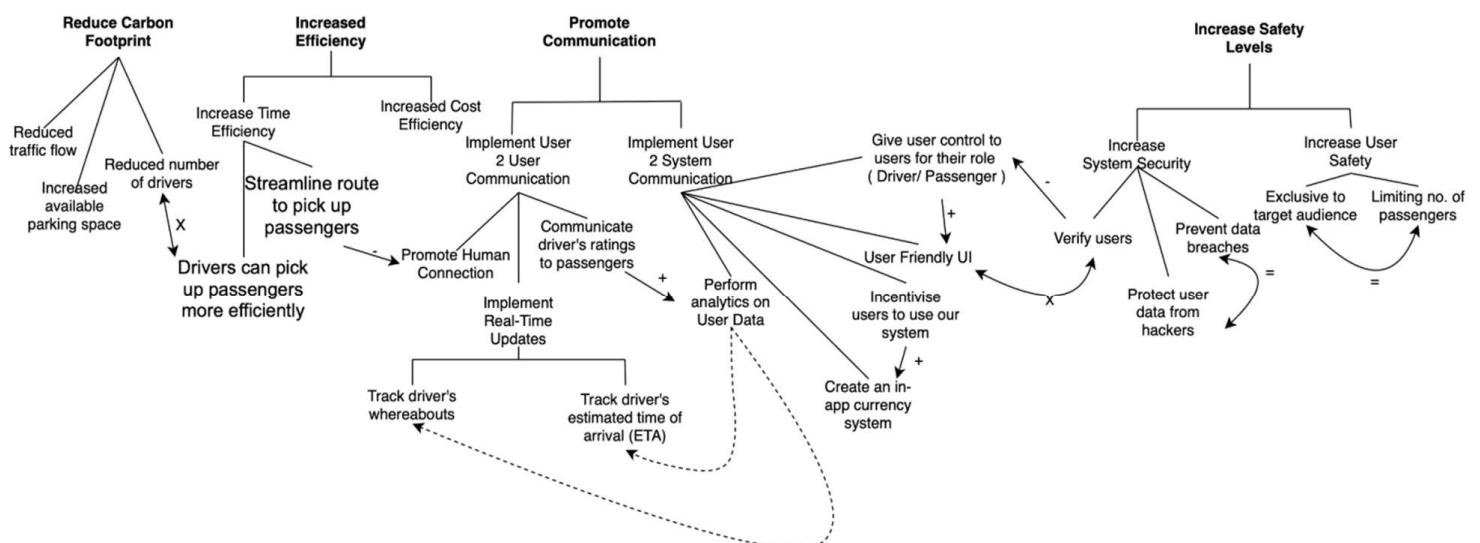 Reduce Carbon
Footprint
Increased
Efficiency
Promote
Communication
Increase Safety
Levels
Reduced
traffic flow
Increased
available
parking space
Reduced number
of drivers
X
Increase Time
Efficiency
Increased Cost
Efficiency
Streamline route
to pick up
passengers
-
Drivers can pick
up passengers
more efficiently
Implement User
2 User
Communication
Implement User
2 System
Communication
Promote Human
Connection
Communicate
driver's ratings
to passengers
+
Implement
Real-Time
Updates
Track driver's
whereabouts
Track driver's
estimated time of
arrival (ETA)
Perform
analytics on
User Data
Give user control to
users for their role
( Driver/ Passenger )
+
-
User Friendly UI
X
Incentivise
users to use our
system
+
Create an in-
app currency
system
Increase
System Security
Verify users
Prevent data
breaches
=
Protect user
data from
hackers
Increase User
Safety
Exclusive to
target audience
Limiting no. of
passengers
=